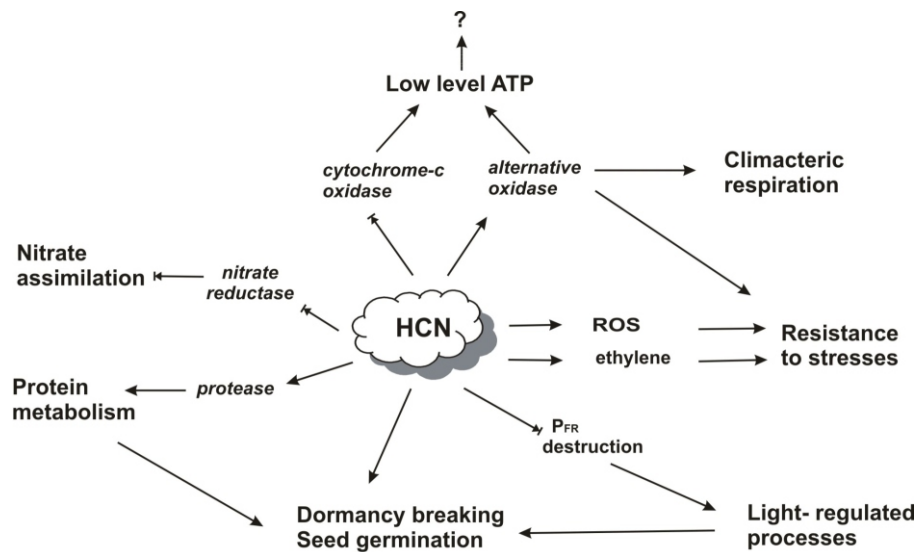 ?
Low level ATP
cytochrome-c
oxidase
alternative
oxidase
Climacteric
respiration
Nitrate
assimilation
nitrate
reductase
HCN
ROS
ethylene
Resistance
to stresses
Protein
metabolism
protease
PFR
destruction
Dormancy breaking
Seed germination
Light- regulated
processes